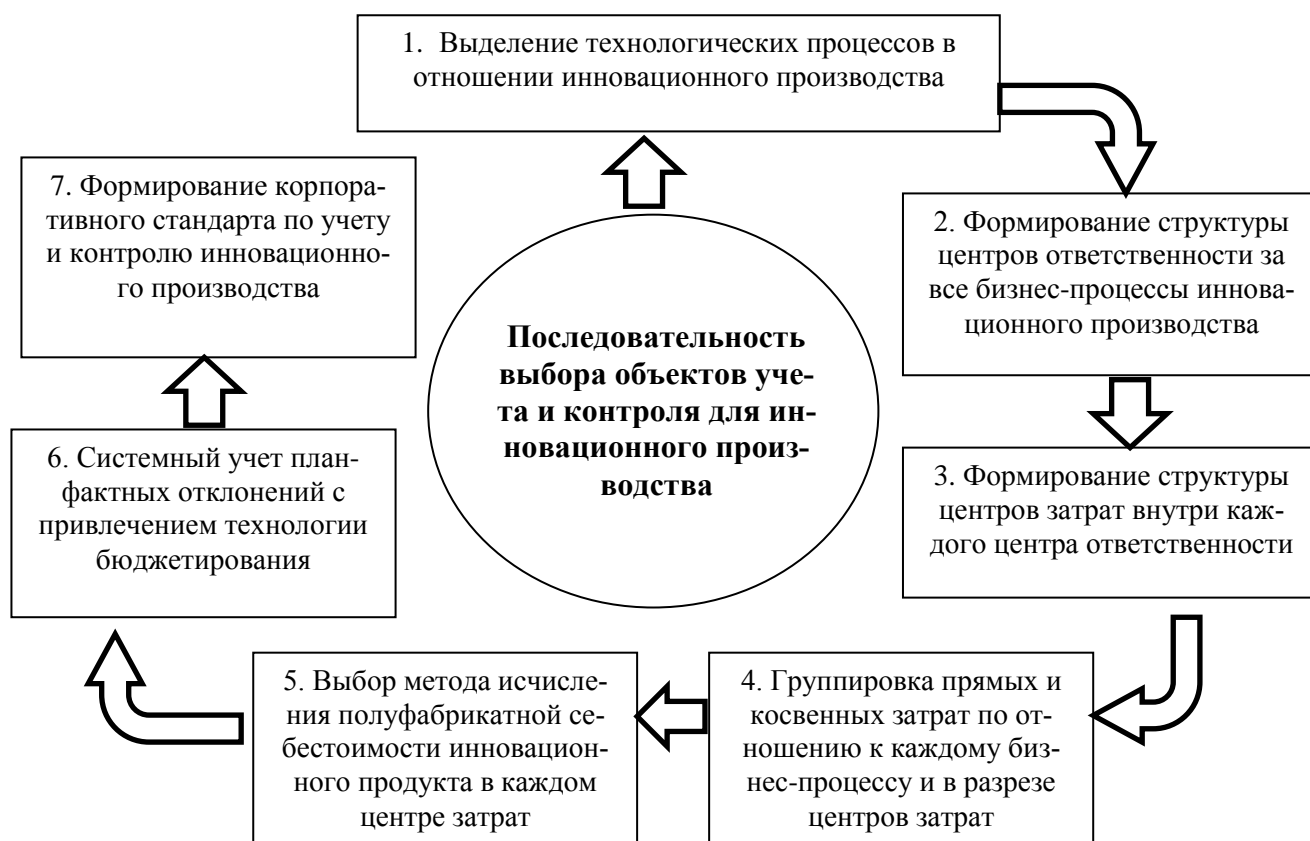 1. Выделение технологических процессов в
отношении инновационного производства
2. Формирование структуры
центров ответственности за
все бизнес-процессы иннова-
ционного производства
3. Формирование структуры
центров затрат внутри каж-
дого центра ответственности
4. Группировка прямых и
косвенных затрат по от-
ношению к каждому биз-
нес-процессу и в разрезе
центров затрат
5. Выбор метода исчисле-
ния полуфабрикатной се-
бестоимости инновацион-
ного продукта в каждом
центре затрат
6. Системный учет план-
фактных отклонений с
привлечением технологии
бюджетирования
7. Формирование корпора-
тивного стандарта по учету
и контролю инновационно-
го производства
Последовательность
выбора объектов уче-
та и контроля для ин-
новационного произ-
водства